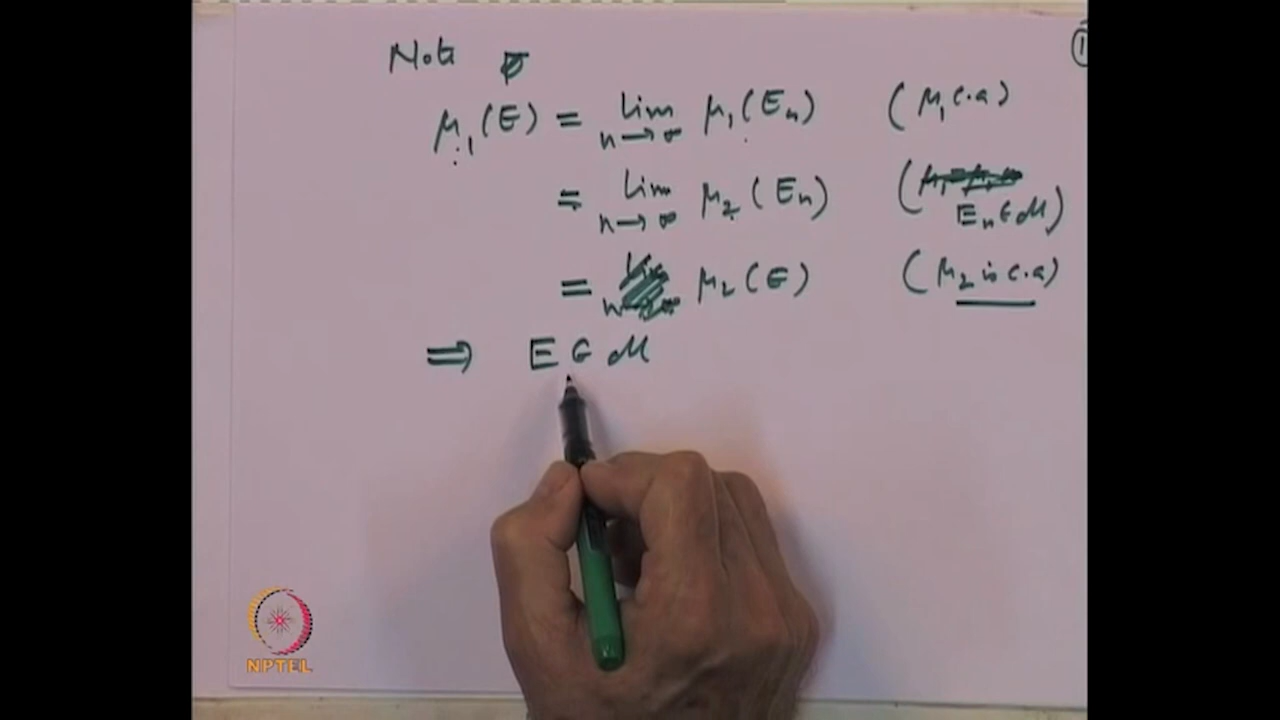 Note
μ₁(E) = lim n→∞ μ₁(Eₙ) (μ₁ c.a)
= lim n→∞ μ₂(Eₙ) (Eₙ ∈ M)
= μ₂(E) (μ₂ is c.a)
⇒ E ∈ M
NPTEL